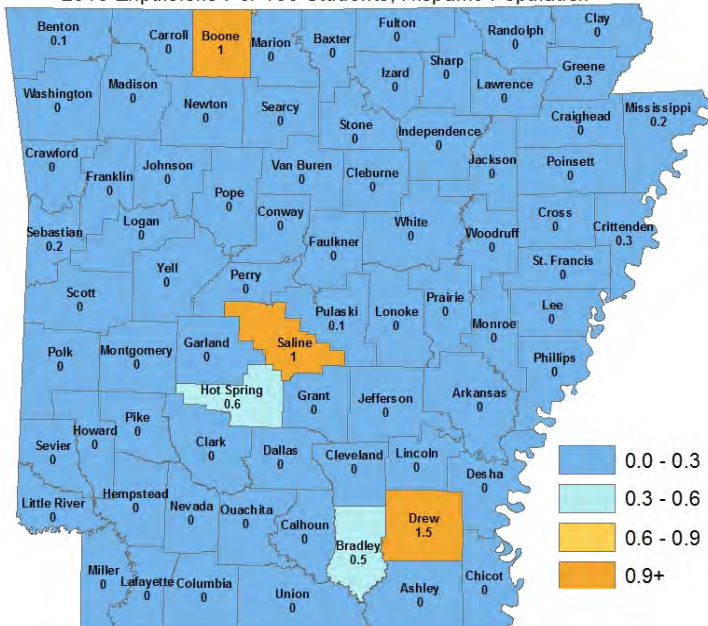 Expulsions Per 100 Students, Hispanic Population
Benton
0.1
Carroll
0
Boone
1
Marion
0
Baxter
0
Fulton
0
Randolph
0
Clay
0
Washington
0
Madison
0
Newton
0
Searcy
0
Izard
0
Sharp
0
Lawrence
0
Greene
0.3
Stone
0
Independence
0
Craighead
0
Mississippi
0.2
Crawford
0
Franklin
0
Johnson
0
Pope
0
Van Buren
0
Cleburne
0
Jackson
0
Poinsett
0
Sebastian
0.2
Logan
0
Conway
0
Faulkner
0
White
0
Woodruff
0
Cross
0
Crittenden
0.3
St. Francis
0
Scott
0
Yell
0
Perry
0
Pulaski
0.1
Lonoke
0
Prairie
0
Monroe
0
Lee
0
Phillips
0
Polk
0
Montgomery
0
Garland
0
Saline
1
Hot Spring
0.6
Grant
0
Jefferson
0
Arkansas
0
Sevier
0
Howard
0
Pike
0
Clark
0
Dallas
0
Cleveland
0
Lincoln
0
Desha
0
Little River
0
Hempstead
0
Nevada
0
Ouachita
0
Calhoun
0
Bradley
0.5
Drew
1.5
Miller
0
Lafayette
0
Columbia
0
Union
0
Ashley
0
Chicot
0
0.0 - 0.3
0.3 - 0.6
0.6 - 0.9
0.9+